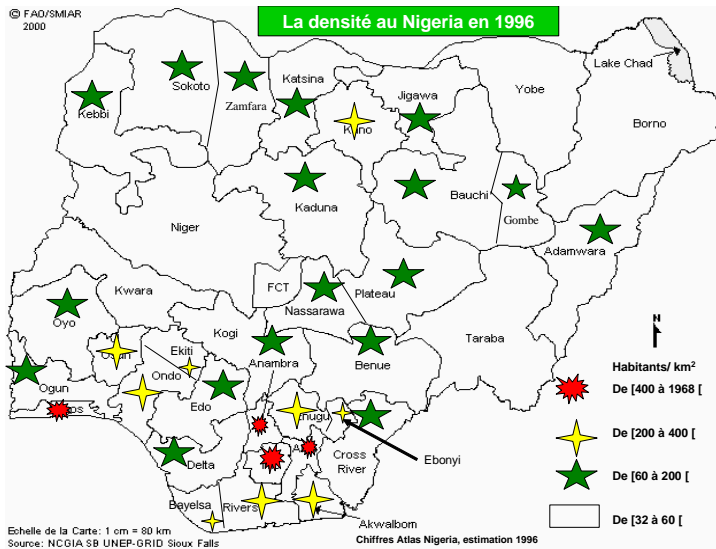 © FAO/SMIAR
2000
La densité au Nigeria en 1996
Lake Chad
Sokoto
Katsina
Kebbi
Zamfara
Jigawa
Yobe
Kano
Borno
Kaduna
Bauchi
Gombe
Niger
Adamwara
FCT
Kwara
Nassarawa
Plateau
Oyo
Kogi
Taraba
Ekiti
Anambra
Benue
Ondo
Ogun
Edo
Enugu
Delta
Cross
River
Ebonyi
Bayelsa
Rivers
Akwalbom
N
Habitants/ km²
De [400 à 1968 [
De [200 à 400 [
De [60 à 200 [
De [32 à 60 [
Echelle de la Carte: 1 cm = 80 km
Source: NCGIA SB UNEP-GRID Sioux Falls
Chiffres Atlas Nigeria, estimation 1996